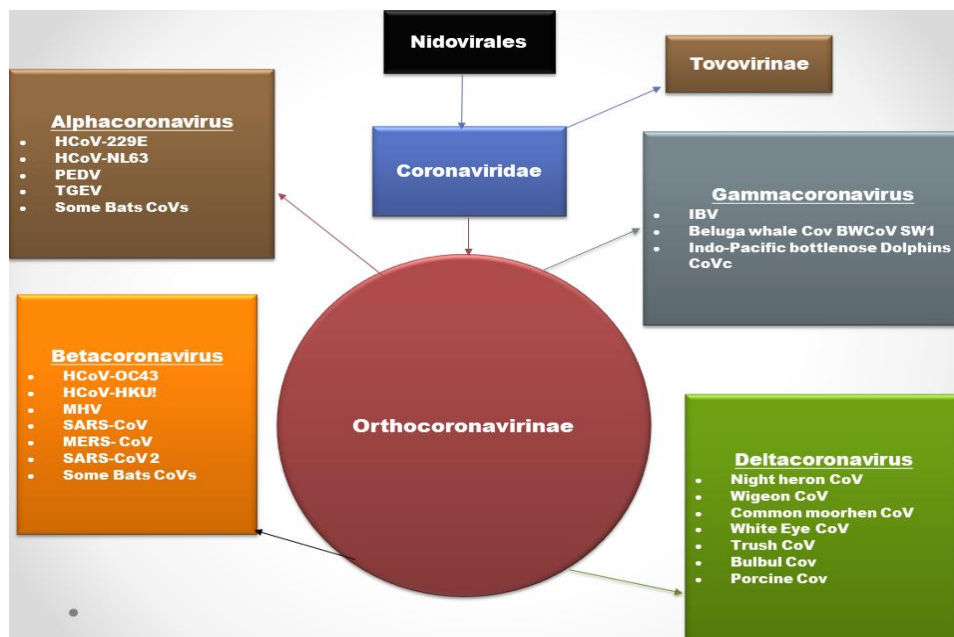 Nidovirales
Tovovirinae
Coronaviridae
Alphacoronavirus
• HCoV-229E
• HCoV-NL63
• PEDV
• TGEV
• Some Bats CoVs
Gammacoronavirus
• IBV
• Beluga whale Cov BWCoV SW1
• Indo-Pacific bottlenose Dolphins
CoVc
Betacoronavirus
• HCoV-OC43
• HCoV-HKU!
• MHV
• SARS-CoV
• MERS- CoV
• SARS-CoV 2
• Some Bats CoVs
Orthocoronavirinae
Deltacoronavirus
• Night heron CoV
• Wigeon CoV
• Common moorhen CoV
• White Eye CoV
• Trush CoV
• Bulbul Cov
• Porcine Cov